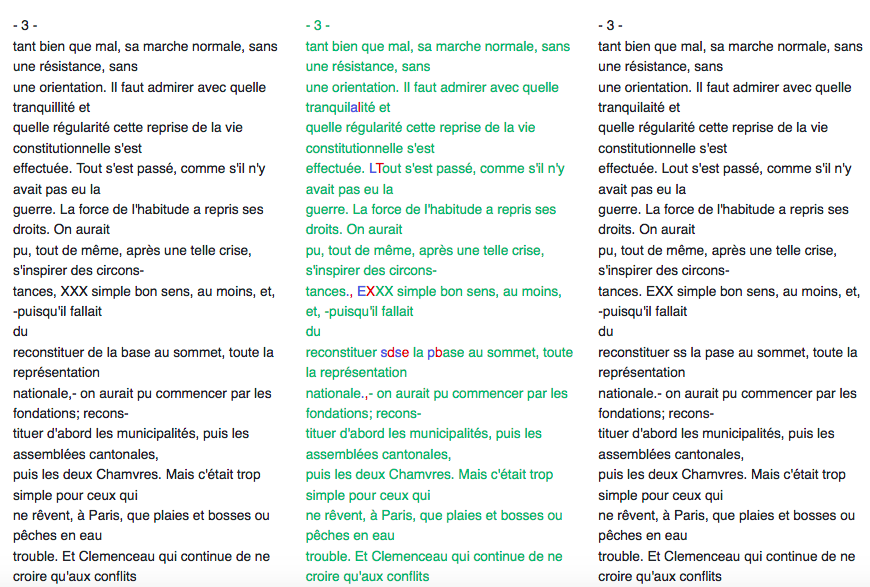 - 3 -
tant bien que mal, sa marche normale, sans
une résistance, sans
une orientation. Il faut admirer avec quelle
tranquillité et
quelle régularité cette reprise de la vie
constitutionnelle s'est
effectuée. Tout s'est passé, comme s'il n'y
avait pas eu la
guerre. La force de l'habitude a repris ses
droits. On aurait
pu, tout de même, après une telle crise,
s'inspirer des circons-
tances, XXX simple bon sens, au moins, et,
-puisqu'il fallait
du
reconstituer de la base au sommet, toute la
représentation
nationale,- on aurait pu commencer par les
fondations; recons-
tituer d'abord les municipalités, puis les
assemblées cantonales,
puis les deux Chamvres. Mais c'était trop
simple pour ceux qui
ne rêvent, à Paris, que plaies et bosses ou
pêches en eau
trouble. Et Clemenceau qui continue de ne
croire qu'aux conflits
- 3 -
tant bien que mal, sa marche normale, sans
une résistance, sans
une orientation. Il faut admirer avec quelle
tranquilalité et
quelle régularité cette reprise de la vie
constitutionnelle s'est
effectuée. LTout s'est passé, comme s'il n'y
avait pas eu la
guerre. La force de l'habitude a repris ses
droits. On aurait
pu, tout de même, après une telle crise,
s'inspirer des circons-
tances., EXXX simple bon sens, au moins,
et, -puisqu'il fallait
du
reconstituer sdse la pbase au sommet, toute
la représentation
nationale.,- on aurait pu commencer par les
fondations; recons-
tituer d'abord les municipalités, puis les
assemblées cantonales,
puis les deux Chamvres. Mais c'était trop
simple pour ceux qui
ne rêvent, à Paris, que plaies et bosses ou
pêches en eau
trouble. Et Clemenceau qui continue de ne
croire qu'aux conflits
- 3 -
tant bien que mal, sa marche normale, sans
une résistance, sans
une orientation. Il faut admirer avec quelle
tranquilaité et
quelle régularité cette reprise de la vie
constitutionnelle s'est
effectuée. Lout s'est passé, comme s'il n'y
avait pas eu la
guerre. La force de l'habitude a repris ses
droits. On aurait
pu, tout de même, après une telle crise,
s'inspirer des circons-
tances. EXX simple bon sens, au moins, et,
-puisqu'il fallait
du
reconstituer ss la pase au sommet, toute la
représentation
nationale.- on aurait pu commencer par les
fondations; recons-
tituer d'abord les municipalités, puis les
assemblées cantonales,
puis les deux Chamvres. Mais c'était trop
simple pour ceux qui
ne rêvent, à Paris, que plaies et bosses ou
pêches en eau
trouble. Et Clemenceau qui continue de ne
croire qu'aux conflits